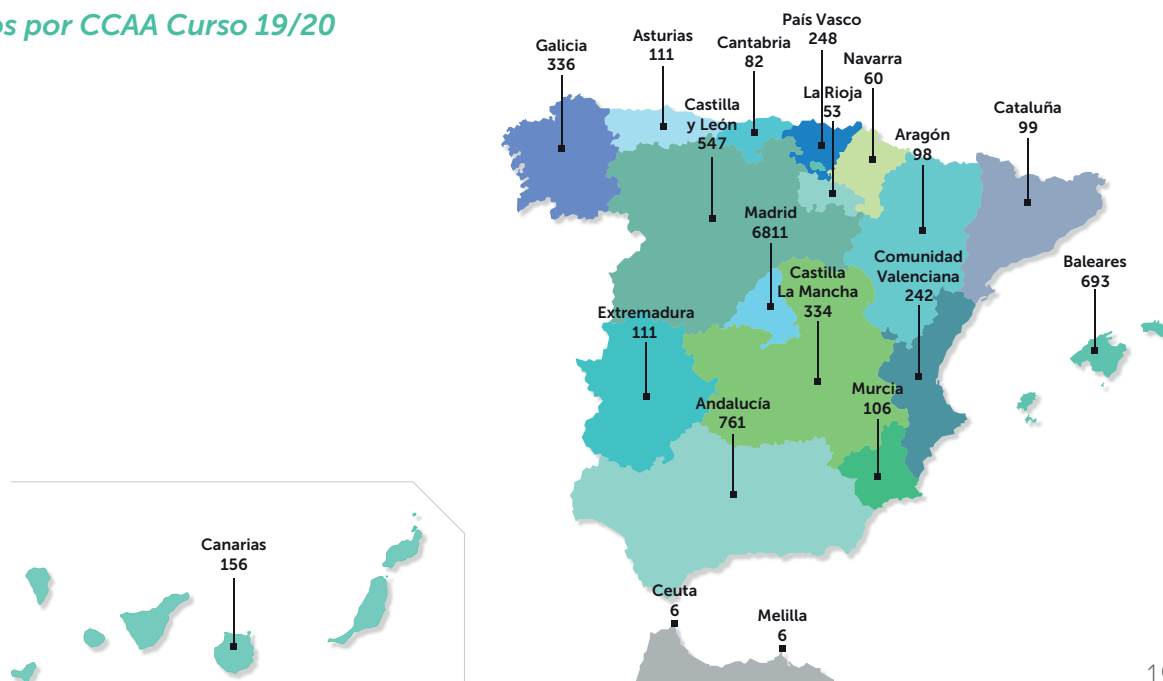 os por CCAA Curso 19/20
Galicia
336
Asturias
111
Cantabria
82
País Vasco
248
Navarra
60
La Rioja
53
Castilla
y León
547
Aragón
98
Cataluña
99
Madrid
6811
Castilla
La Mancha
334
Comunidad
Valenciana
242
Baleares
693
Extremadura
111
Andalucía
761
Murcia
106
Canarias
156
Ceuta
6
Melilla
6